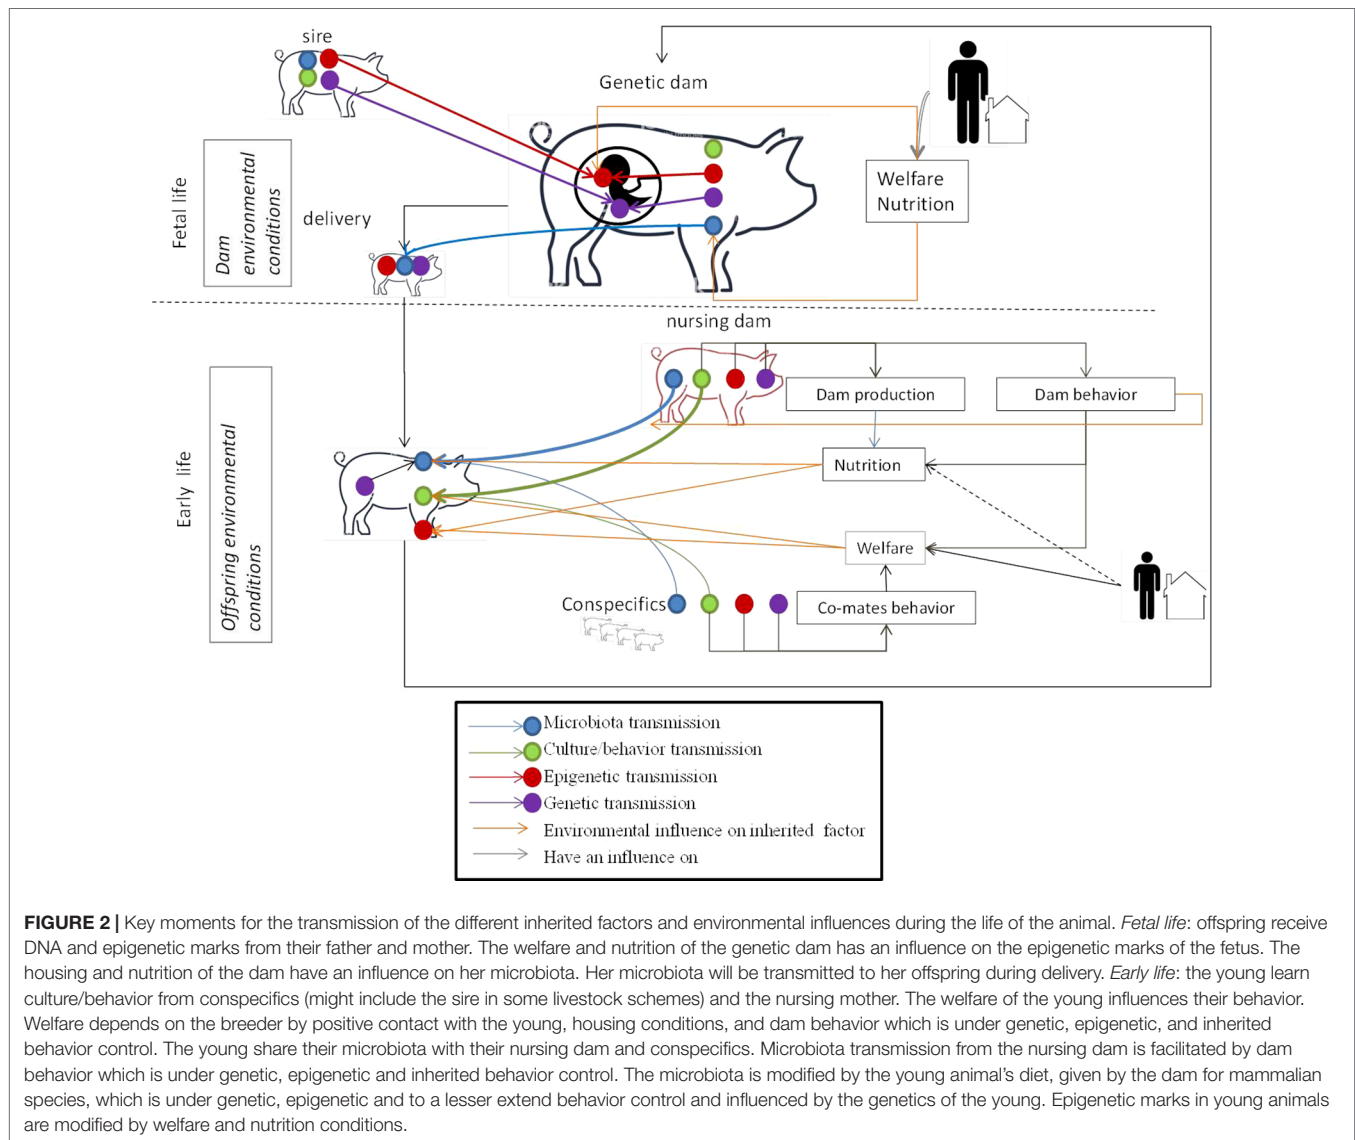 sire
Genetic dam
Fetal life
Dam
environmental
conditions
delivery
Welfare
Nutrition
nursing dam
Early life
Offspring environmental
conditions
Dam production
Dam behavior
Nutrition
Welfare
Conspecifics
Co-mates behavior
Microbiota transmission
Culture/behavior transmission
Epigenetic transmission
Genetic transmission
Environmental influence on inherited factor
Have an influence on
FIGURE 2 | Key moments for the transmission of the different inherited factors and environmental influences during the life of the animal. Fetal life: offspring receive
DNA and epigenetic marks from their father and mother. The welfare and nutrition of the genetic dam has an influence on the epigenetic marks of the fetus. The
housing and nutrition of the dam have an influence on her microbiota. Her microbiota will be transmitted to her offspring during delivery. Early life: the young learn
culture/behavior from conspecifics (might include the sire in some livestock schemes) and the nursing mother. The welfare of the young influences their behavior.
Welfare depends on the breeder by positive contact with the young, housing conditions, and dam behavior which is under genetic, epigenetic, and inherited
behavior control. The young share their microbiota with their nursing dam and conspecifics. Microbiota transmission from the nursing dam is facilitated by dam
behavior which is under genetic, epigenetic and inherited behavior control. The microbiota is modified by the young animal's diet, given by the dam for mammalian
species, which is under genetic, epigenetic and to a lesser extend behavior control and influenced by the genetics of the young. Epigenetic marks in young animals
are modified by welfare and nutrition conditions.